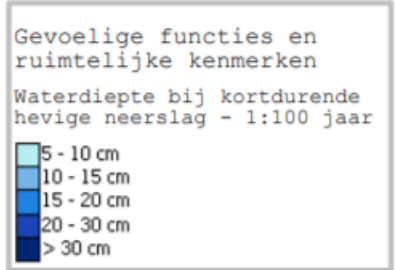 Gevoelige functies en
ruimtelijke kenmerken
Waterdiepte bij kortdurende
hevige neerslag - 1:100 jaar
5 - 10 cm
10 - 15 cm
15 - 20 cm
20 - 30 cm
> 30 cm